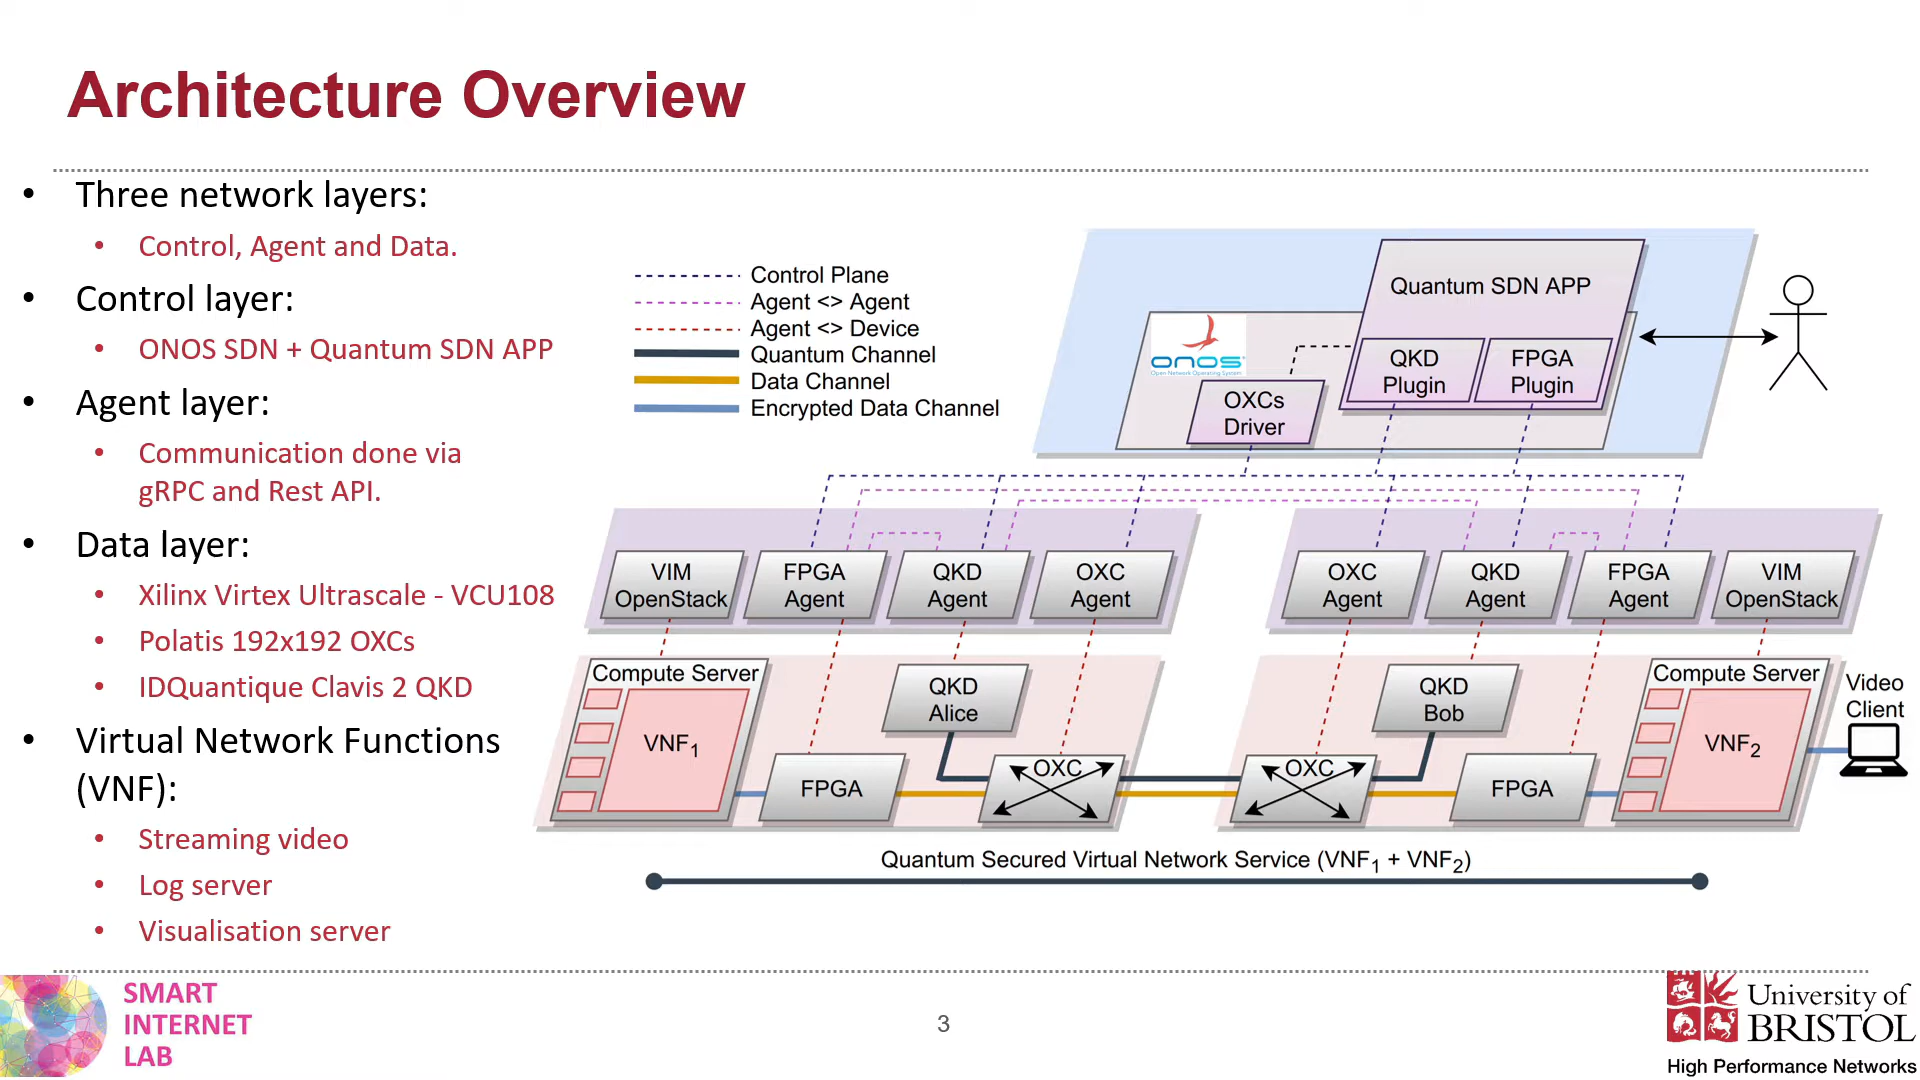 Architecture Overview
• Three network layers:
• Control, Agent and Data.
• Control layer:
• ONOS SDN + Quantum SDN APP
• Agent layer:
• Communication done via
gRPC and Rest API.
• Data layer:
• Xilinx Virtex Ultrascale - VCU108
• Polatis 192x192 OXCs
• IDQuantique Clavis 2 QKD
• Virtual Network Functions
(VNF):
• Streaming video
• Log server
• Visualisation server
Control Plane
Agent <> Agent
Agent <> Device
Quantum Channel
Data Channel
Encrypted Data Channel
Quantum SDN APP
onos
Open Network Operating System
QKD
Plugin
FPGA
Plugin
OXCs
Driver
VIM
OpenStack
FPGA
Agent
QKD
Agent
OXC
Agent
OXC
Agent
QKD
Agent
FPGA
Agent
VIM
OpenStack
Compute Server
VNF1
QKD
Alice
FPGA
OXC
QKD
Bob
OXC
FPGA
Compute Server
VNF2
Video
Client
Quantum Secured Virtual Network Service (VNF1 + VNF2)
SMART
INTERNET
LAB
3
University of
BRISTOL
High Performance Networks